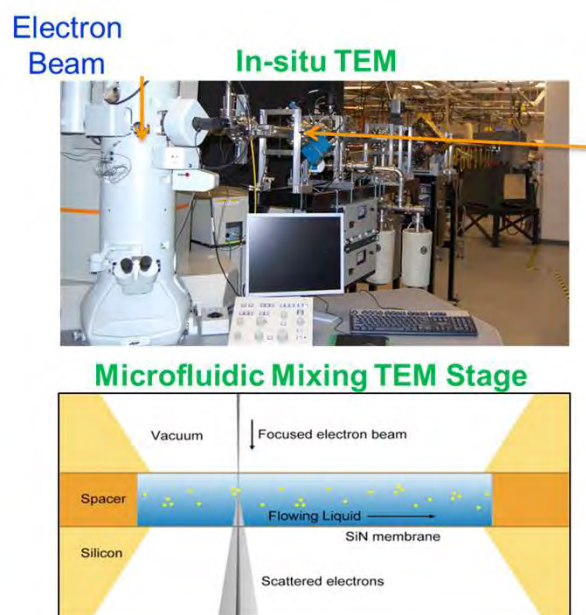 Electron
Beam
In-situ TEM
Microfluidic Mixing TEM Stage
Vacuum
Focused electron beam
Spacer
Flowing Liquid
SiN membrane
Silicon
Scattered electrons